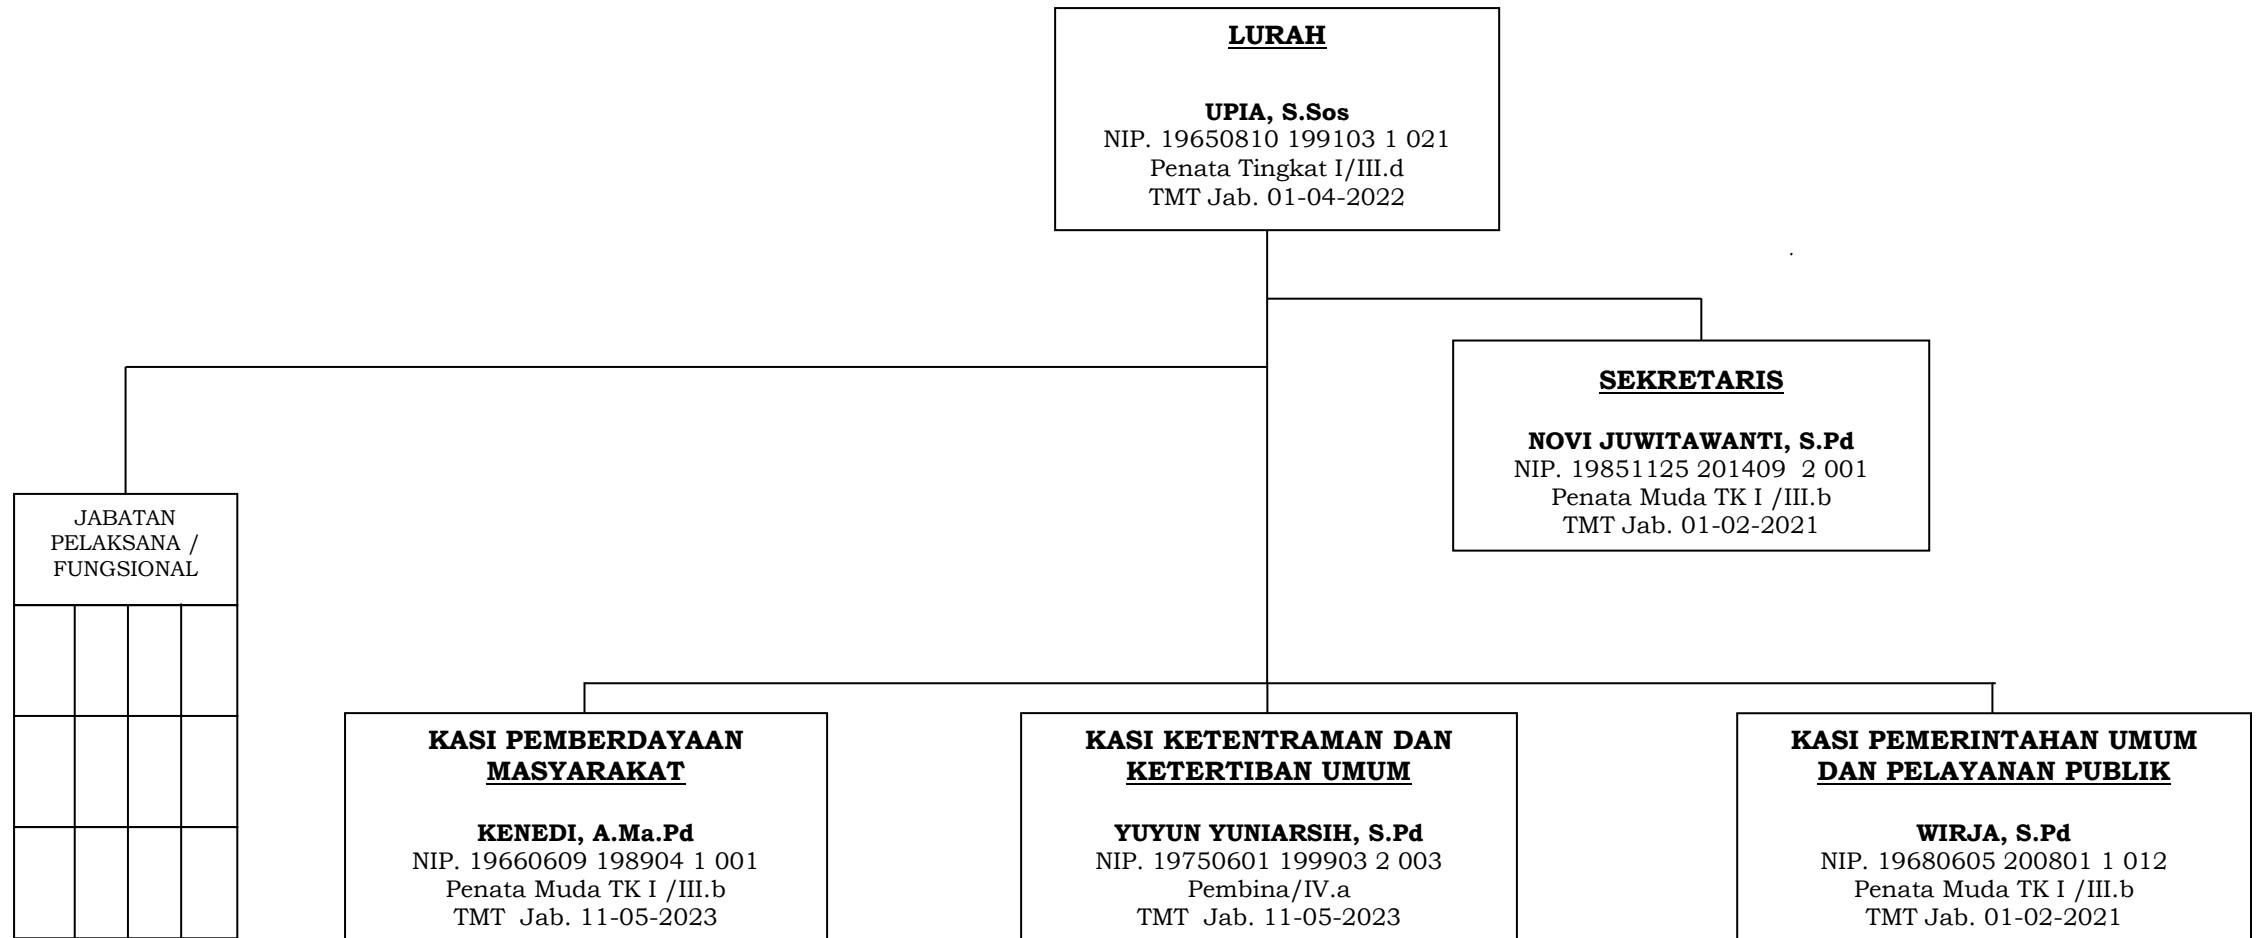 LURAH
UPIA, S.Sos
NIP. 19650810 199103 1 021
Penata Tingkat I/III.d
TMT Jab. 01-04-2022
.
SEKRETARIS
NOVI JUWITAWANTI, S.Pd
NIP. 19851125 201409  2 001
Penata Muda TK I /III.b
TMT Jab. 01-02-2021
JABATAN
PELAKSANA /
FUNGSIONAL
KASI PEMBERDAYAAN
MASYARAKAT
KENEDI, A.Ma.Pd
NIP. 19660609 198904 1 001
Penata Muda TK I /III.b
TMT  Jab. 11-05-2023
KASI KETENTRAMAN DAN
KETERTIBAN UMUM
YUYUN YUNIARSIH, S.Pd
NIP. 19750601 199903 2 003
Pembina/IV.a
TMT  Jab. 11-05-2023
KASI PEMERINTAHAN UMUM
DAN PELAYANAN PUBLIK
WIRJA, S.Pd
NIP. 19680605 200801 1 012
Penata Muda TK I /III.b
TMT Jab. 01-02-2021